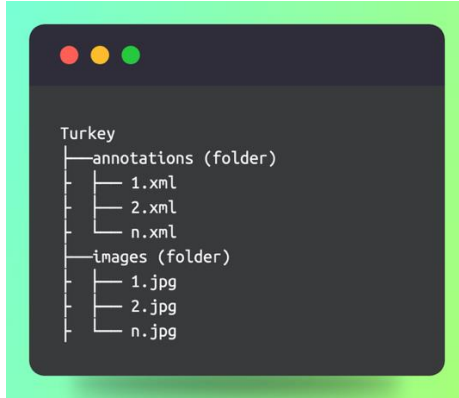 Turkey
├──annotations (folder)
├ ├── 1.xml
├ ├── 2.xml
├ └── n.xml
├──images (folder)
├ ├── 1.jpg
├ ├── 2.jpg
├ └── n.jpg